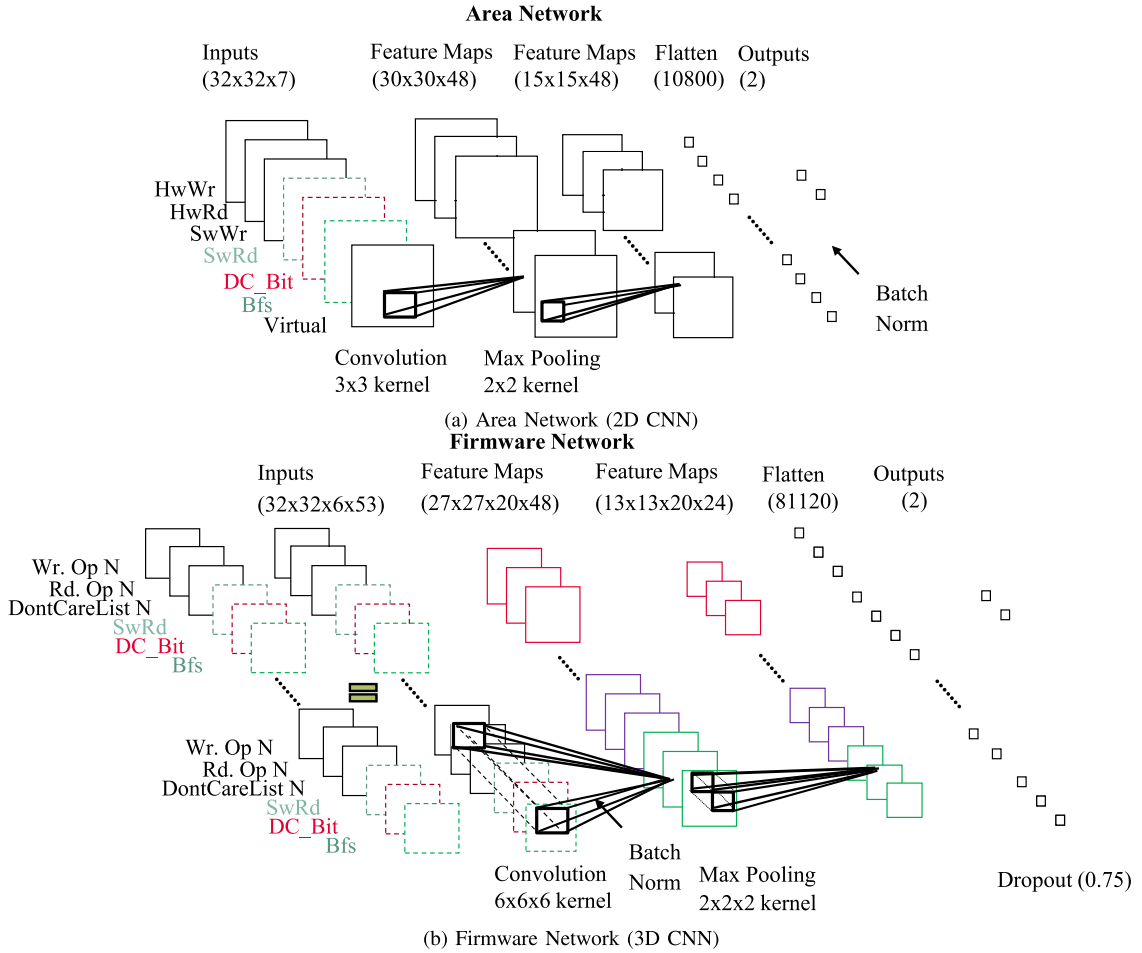 Area Network
Inputs
(32x32x7)
Feature Maps
(30x30x48)
Feature Maps
(15x15x48)
Flatten
(10800)
Outputs
(2)
HwWr
HwRd
SwWr
SwRd
DC_Bit
Bfs
Virtual
Convolution
3x3 kernel
Max Pooling
2x2 kernel
Batch
Norm
(a) Area Network (2D CNN)
Firmware Network
Inputs
(32x32x6x53)
Feature Maps
(27x27x20x48)
Feature Maps
(13x13x20x24)
Flatten
(81120)
Outputs
(2)
Wr. Op N
Rd. Op N
DontCareList N
SwRd
DC_Bit
Bfs
Wr. Op N
Rd. Op N
DontCareList N
SwRd
DC_Bit
Bfs
Convolution
6x6x6 kernel
Batch
Norm
Max Pooling
2x2x2 kernel
Dropout (0.75)
(b) Firmware Network (3D CNN)